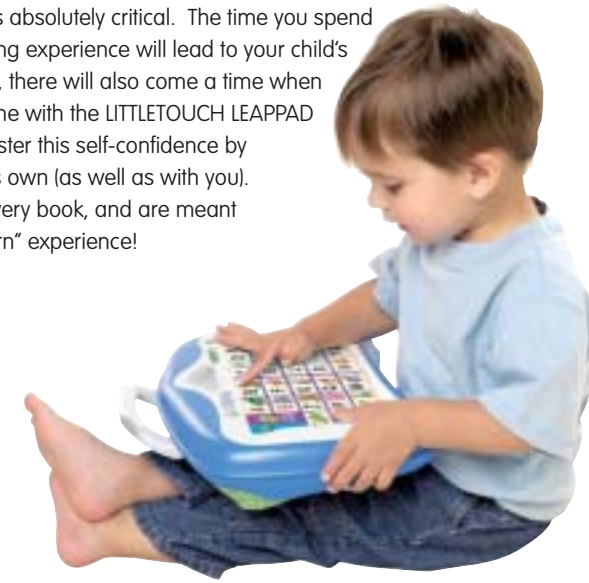 s absolutely critical. The time you spend
ng experience will lead to your child's
, there will also come a time when
ne with the LITTLETOUCH LEAPPAD
ster this self-confidence by
s own (as well as with you).
very book, and are meant
rn" experience!